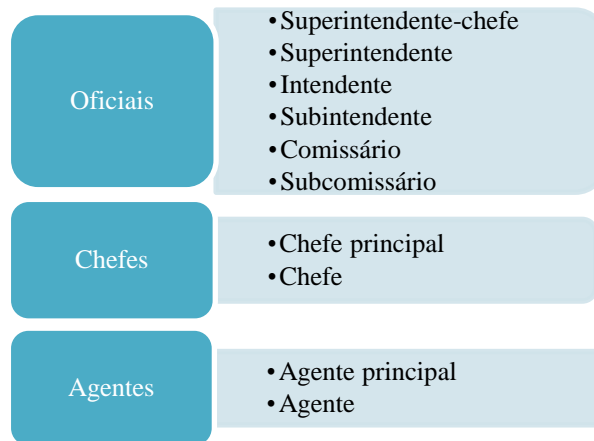 Oficiais
•Superintendente-chefe
•Superintendente
•Intendente
•Subintendente
•Comissário
•Subcomissário
Chefes
•Chefe principal
•Chefe
Agentes
•Agente principal
•Agente